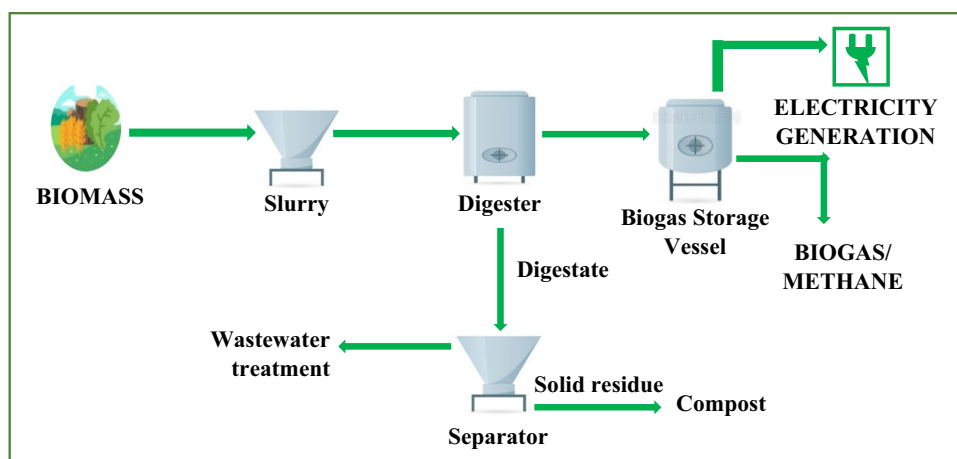 ELECTRICITY
GENERATION
BIOMASS
Slurry
Digester
Biogas Storage
Vessel
BIOGAS/
METHANE
Digestate
Wastewater
treatment
Solid residue
Compost
Separator